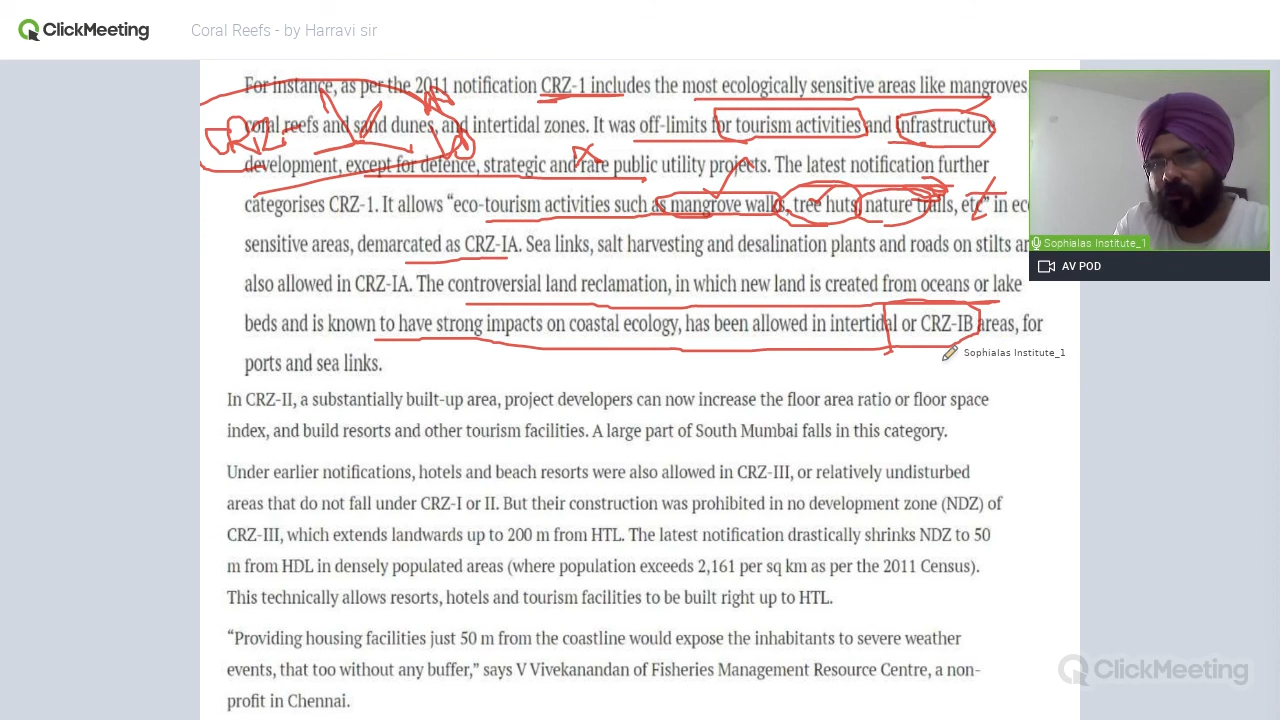 ClickMeeting
Coral Reefs - by Harravi sir
For instance, as per the 2011 notification CRZ-1 includes the most ecologically sensitive areas like mangroves,
coral reefs and sand dunes, and intertidal zones. It was off-limits for tourism activities and infrastructure
development, except for defence, strategic and rare public utility projects. The latest notification further
categorises CRZ-1. It allows “eco-tourism activities such as mangrove walks, tree huts, nature trails, etc” in
sensitive areas, demarcated as CRZ-IA. Sea links, salt harvesting and desalination plants and roads on stilts
also allowed in CRZ-IA. The controversial land reclamation, in which new land is created from oceans or lake
beds and is known to have strong impacts on coastal ecology, has been allowed in intertidal or CRZ-IB areas, for
ports and sea links.
CRZ
Sophialas Institute_1
AV POD
Sophialas Institute_1
In CRZ-II, a substantially built-up area, project developers can now increase the floor area ratio or floor space
index, and build resorts and other tourism facilities. A large part of South Mumbai falls in this category.
Under earlier notifications, hotels and beach resorts were also allowed in CRZ-III, or relatively undisturbed
areas that do not fall under CRZ-I or II. But their construction was prohibited in no development zone (NDZ) of
CRZ-III, which extends landwards up to 200 m from HTL. The latest notification drastically shrinks NDZ to 50
m from HDL in densely populated areas (where population exceeds 2,161 per sq km as per the 2011 Census).
This technically allows resorts, hotels and tourism facilities to be built right up to HTL.
“Providing housing facilities just 50 m from the coastline would expose the inhabitants to severe weather
events, that too without any buffer,” says V Vivekanandan of Fisheries Management Resource Centre, a non-
profit in Chennai.
ClickMeeting